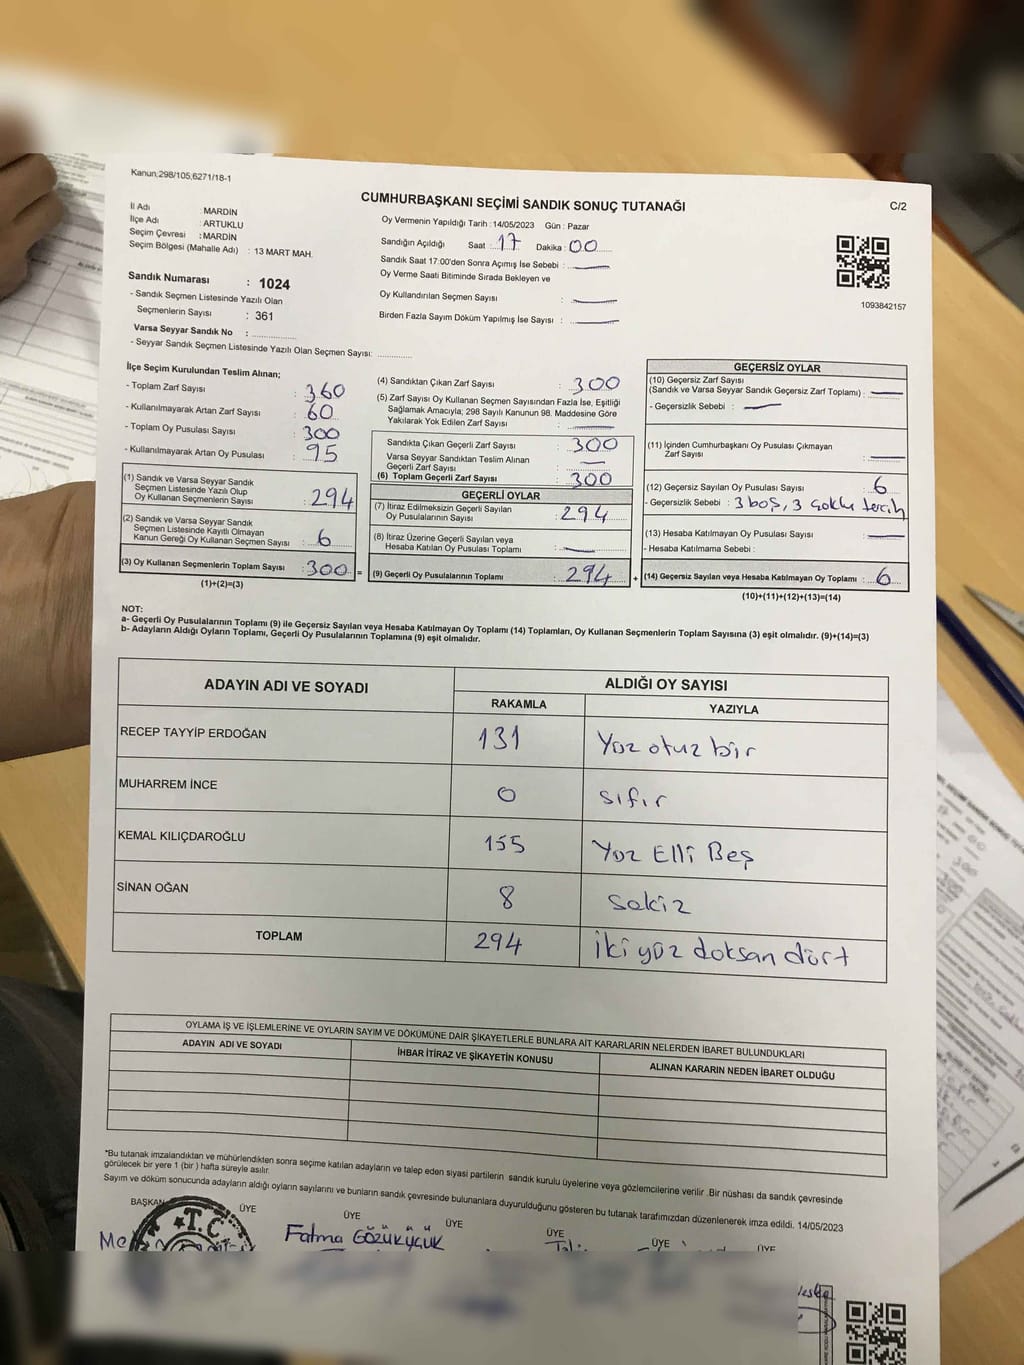 Kanun;298/105,6271/18-1
CUMHURBAŞKANI SEÇİMİ SANDIK SONUÇ TUTANAĞI
C/2
İl Adı : MARDİN
İlçe Adı : ARTUKLU
Seçim Çevresi : MARDİN
Seçim Bölgesi (Mahalle Adı) : 13 MART MAH.
Oy Vermenin Yapıldığı Tarih :14/05/2023 Gün : Pazar
Sandığın Açıldığı Saat : 17 Dakika : 00
Sandık Saat 17:00'den Sonra Açımış İse Sebebi :
Oy Verme Saati Bitiminde Sırada Bekleyen ve
Oy Kullandırılan Seçmen Sayısı :
Birden Fazla Sayım Döküm Yapılmış İse Sayısı :
1093842157
Sandık Numarası : 1024
- Sandık Seçmen Listesinde Yazılı Olan
Seçmenlerin Sayısı : 361
Varsa Seyyar Sandık No :
- Seyyar Sandık Seçmen Listesinde Yazılı Olan Seçmen Sayısı:
İlçe Seçim Kurulundan Teslim Alınan;
- Toplam Zarf Sayısı : 360
- Kullanılmayarak Artan Zarf Sayısı : 60
- Toplam Oy Pusulası Sayısı : 300
- Kullanılmayarak Artan Oy Pusulası : 95
(1) Sandık ve Varsa Seyyar Sandık
Seçmen Listesinde Yazılı Olup
Oy Kullanan Seçmenlerin Sayısı : 294
(2) Sandık ve Varsa Seyyar Sandık
Seçmen Listesinde Kayıtlı Olmayan
Kanun Gereği Oy Kullanan Seçmen Sayısı : 6
(3) Oy Kullanan Seçmenlerin Toplam Sayısı : 300 =
(1)+(2)=(3)
(4) Sandıktan Çıkan Zarf Sayısı : 300
(5) Zarf Sayısı Oy Kullanan Seçmen Sayısından Fazla İse, Eşitliği
Sağlamak Amacıyla; 298 Sayılı Kanunun 98. Maddesine Göre
Yakılarak Yok Edilen Zarf Sayısı :
Sandıkta Çıkan Geçerli Zarf Sayısı : 300
Varsa Seyyar Sandıktan Teslim Alınan
Geçerli Zarf Sayısı :
(6) Toplam Geçerli Zarf Sayısı : 300
GEÇERLİ OYLAR
(7) İtiraz Edilmeksizin Geçerli Sayılan
Oy Pusulalarının Sayısı : 294
(8) İtiraz Üzerine Geçerli Sayılan veya
Hesaba Katılan Oy Pusulası Toplamı :
(9) Geçerli Oy Pusulalarının Toplamı : 294 +
GEÇERSİZ OYLAR
(10) Geçersiz Zarf Sayısı
(Sandık ve Varsa Seyyar Sandık Geçersiz Zarf Toplamı) :
- Geçersizlik Sebebi :
(11) İçinden Cumhurbaşkanı Oy Pusulası Çıkmayan
Zarf Sayısı :
(12) Geçersiz Sayılan Oy Pusulası Sayısı : 6
- Geçersizlik Sebebi : 3 boş, 3 çoklu tercih
(13) Hesaba Katılmayan Oy Pusulası Sayısı :
- Hesaba Katılmama Sebebi :
(14) Geçersiz Sayılan veya Hesaba Katılmayan Oy Toplamı : 6
(10)+(11)+(12)+(13)=(14)
NOT:
a- Geçerli Oy Pusulalarının Toplamı (9) ile Geçersiz Sayılan veya Hesaba Katılmayan Oy Toplamı (14) Toplamları, Oy Kullanan Seçmenlerin Toplam Sayısına (3) eşit olmalıdır. (9)+(14)=(3)
b- Adayların Aldığı Oyların Toplamı, Geçerli Oy Pusulalarının Toplamına (9) eşit olmalıdır.
ADAYIN ADI VE SOYADI ALDIĞI OY SAYISI
RAKAMLA YAZIYLA
RECEP TAYYİP ERDOĞAN 131 Yüz otuz bir
MUHARREM İNCE 0 sıfır
KEMAL KILIÇDAROĞLU 155 Yüz Elli Beş
SİNAN OĞAN 8 sekiz
TOPLAM 294 iki yüz doksan dört
OYLAMA İŞ VE İŞLEMLERİNE VE OYLARIN SAYIM VE DÖKÜMÜNE DAİR ŞİKAYETLERLE BUNLARA AİT KARARLARIN NELERDEN İBARET BULUNDUKLARI
ADAYIN ADI VE SOYADI İHBAR İTİRAZ VE ŞİKAYETİN KONUSU ALINAN KARARIN NEDEN İBARET OLDUĞU
*Bu tutanak imzalandıktan ve mühürlendikten sonra seçime katılan adayların ve talep eden siyasi partilerin sandık kurulu üyelerine veya gözlemcilerine verilir .Bir nüshası da sandık çevresinde
görülecek bir yere 1 (bir ) hafta süreyle asılır.
Sayım ve döküm sonucunda adayların aldığı oyların sayılarını ve bunların sandık çevresinde bulunanlara duyurulduğunu gösteren bu tutanak tarafımızdan düzenlenerek imza edildi. 14/05/2023
BAŞKAN ÜYE ÜYE ÜYE ÜYE ÜYE ÜYE
T.C.
Fatma GÖZÜKÜÇÜK